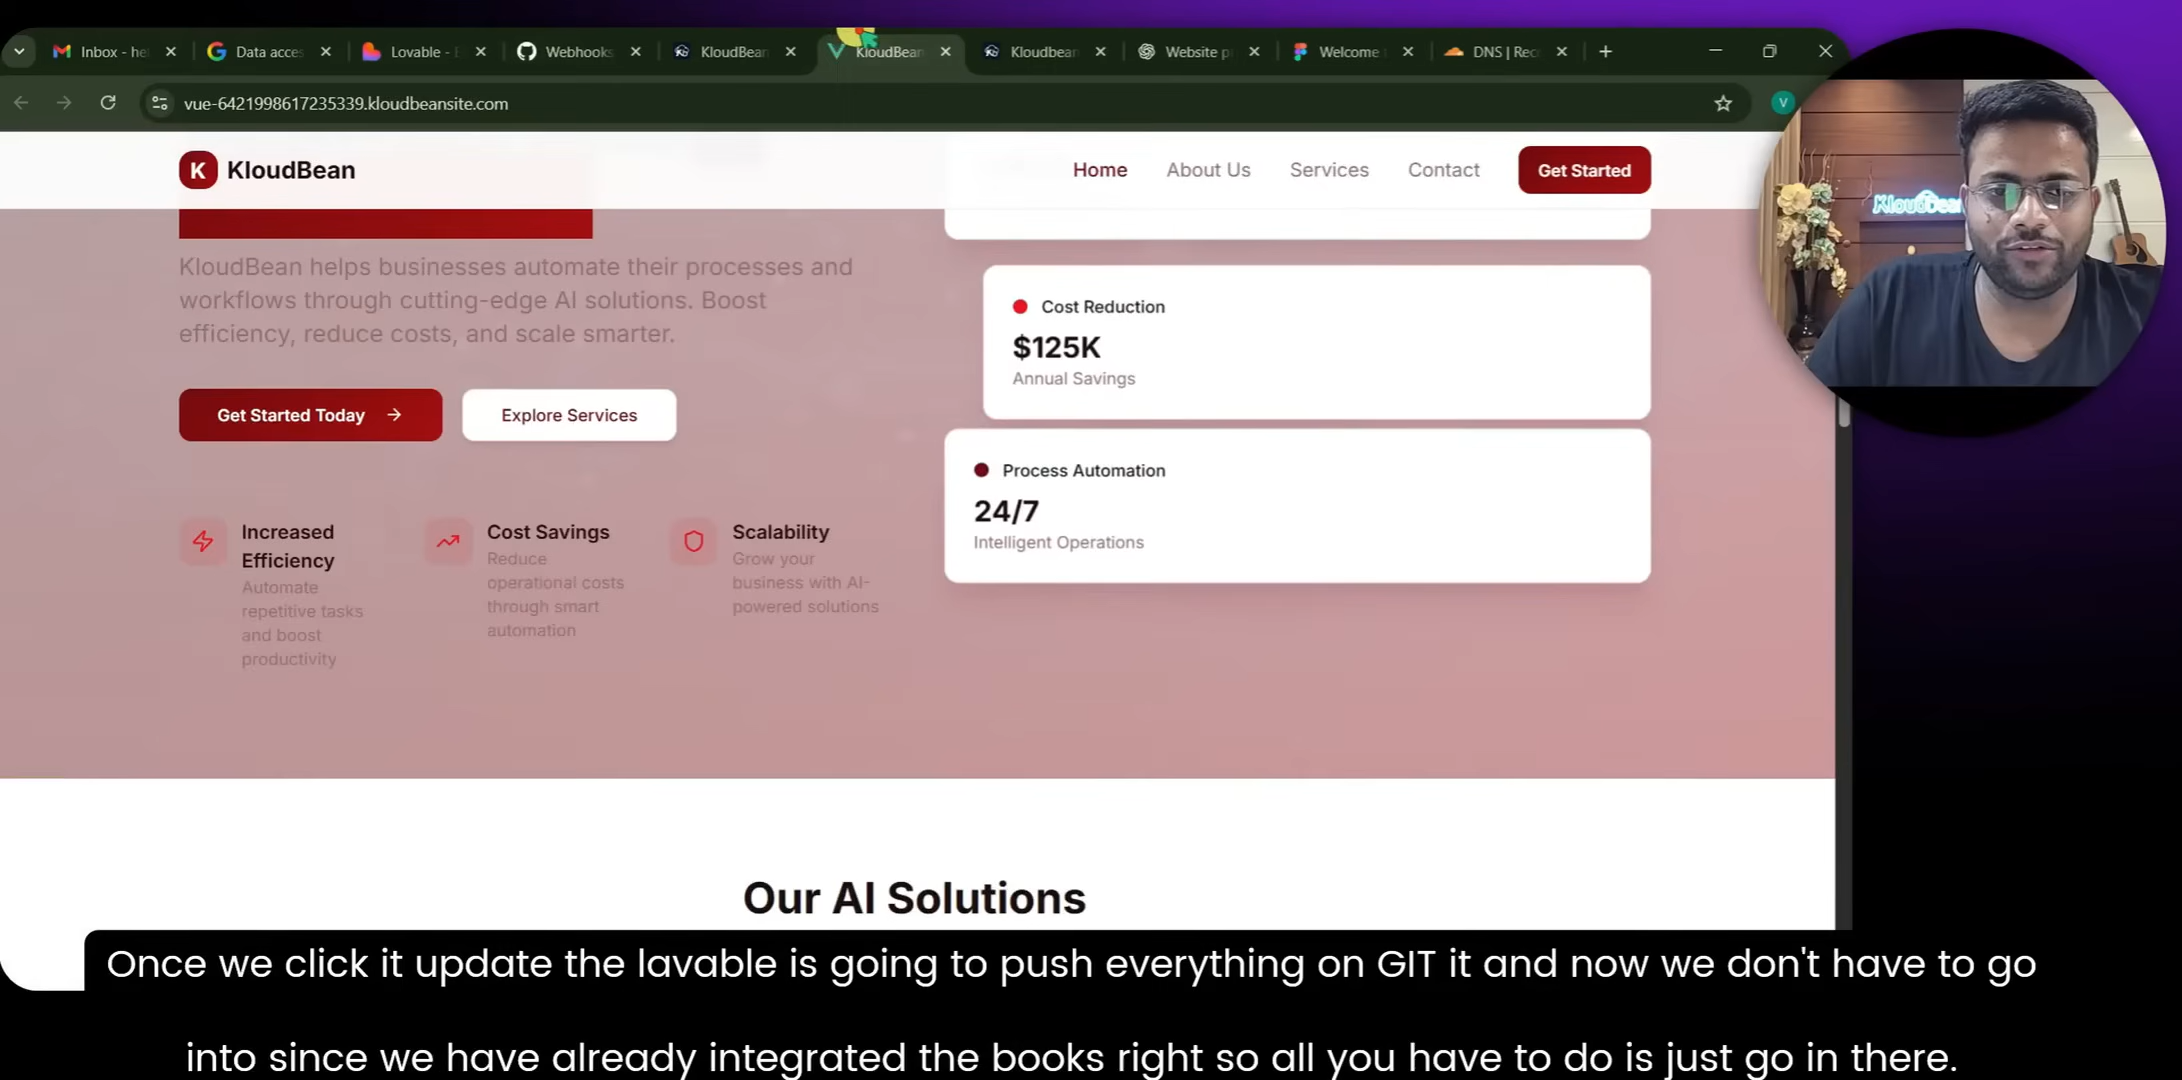 Inbox - he
Data acces
Lovable -
Webhooks
KloudBean
KloudBean
Kloudbean
Website p
Welcome
DNS | Rec
vue-6421998617235339.kloudbeansite.com
V
K KloudBean
Home
About Us
Services
Contact
Get Started
KloudBean helps businesses automate their processes and
workflows through cutting-edge AI solutions. Boost
efficiency, reduce costs, and scale smarter.
Get Started Today
Explore Services
Increased
Efficiency
Automate
repetitive tasks
and boost
productivity
Cost Savings
Reduce
operational costs
through smart
automation
Scalability
Grow your
business with AI-
powered solutions
Cost Reduction
$125K
Annual Savings
Process Automation
24/7
Intelligent Operations
KloudBean
Our AI Solutions
Once we click it update the lavable is going to push everything on GIT it and now we don't have to go
into since we have already integrated the books right so all you have to do is just go in there.